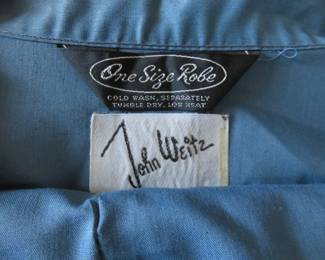 One Size Robe
COLD WASH, SEPARATELY
TUMBLE DRY, LOW HEAT
John Weitz